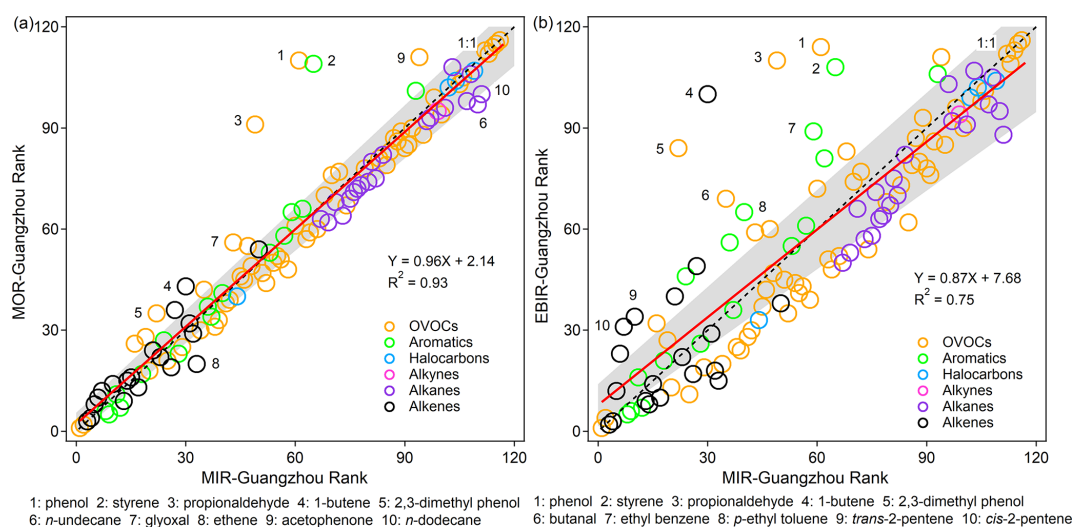 (a)
MOR-Guangzhou Rank
120
90
60
30
0
0
30
60
90
120
MIR-Guangzhou Rank
1
2
3
4
5
6
7
8
9
10
1:1
Y = 0.96X + 2.14
R² = 0.93
OVOCs
Aromatics
Halocarbons
Alkynes
Alkanes
Alkenes
1: phenol 2: styrene 3: propionaldehyde 4: 1-butene 5: 2,3-dimethyl phenol
6: n-undecane 7: glyoxal 8: ethene 9: acetophenone 10: n-dodecane
(b)
EBIR-Guangzhou Rank
120
90
60
30
0
0
30
60
90
120
MIR-Guangzhou Rank
1
2
3
4
5
6
7
8
9
10
1:1
Y = 0.87X + 7.68
R² = 0.75
OVOCs
Aromatics
Halocarbons
Alkynes
Alkanes
Alkenes
1: phenol 2: styrene 3: propionaldehyde 4: 1-butene 5: 2,3-dimethyl phenol
6: butanal 7: ethyl benzene 8: p-ethyl toluene 9: trans-2-pentene 10: cis-2-pentene